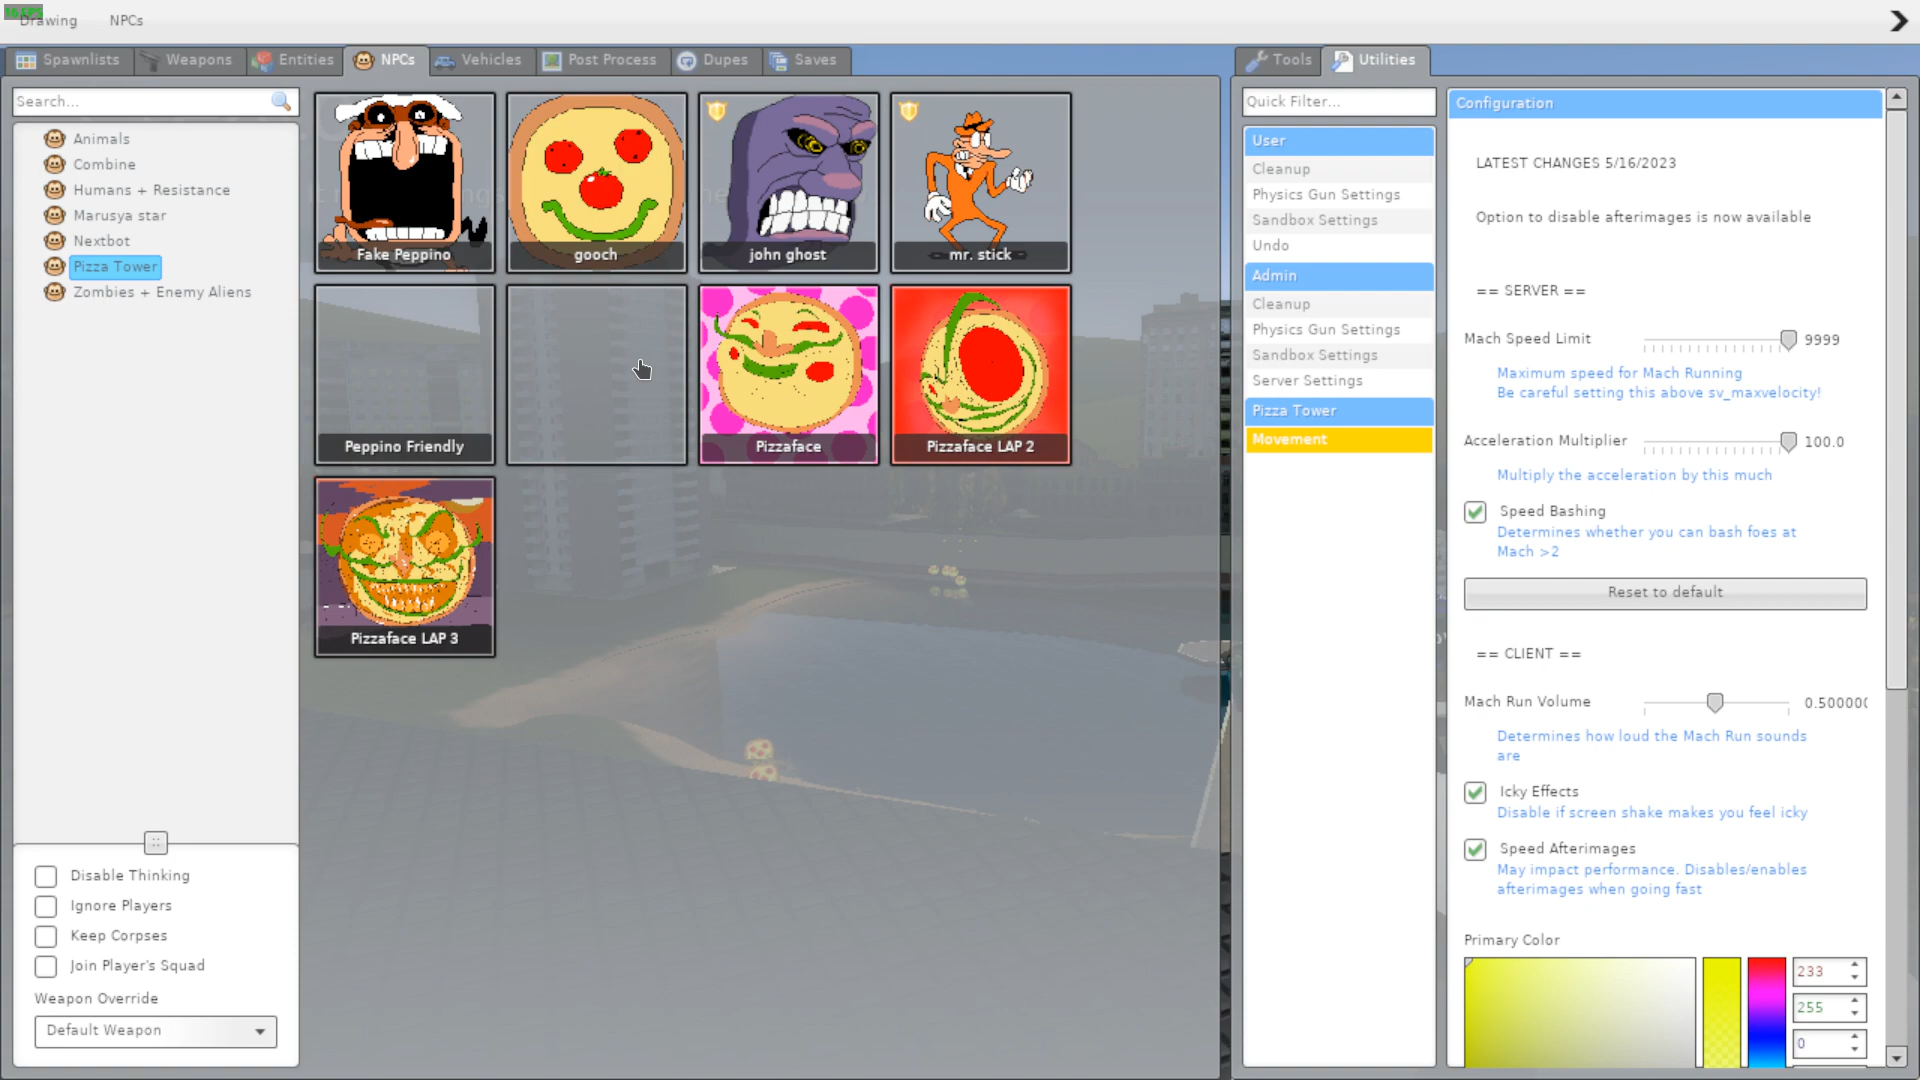 16 FPS
Drawing
NPCs
Spawnlists
Weapons
Entities
NPCs
Vehicles
Post Process
Dupes
Saves
Tools
Utilities
Search...
Animals
Combine
Humans + Resistance
Marusya star
Nextbot
Pizza Tower
Zombies + Enemy Aliens
Fake Peppino
gooch
john ghost
mr. stick
Peppino Friendly
Pizzaface
Pizzaface LAP 2
Pizzaface LAP 3
Disable Thinking
Ignore Players
Keep Corpses
Join Player's Squad
Weapon Override
Default Weapon
Quick Filter...
User
Cleanup
Physics Gun Settings
Sandbox Settings
Undo
Admin
Cleanup
Physics Gun Settings
Sandbox Settings
Server Settings
Pizza Tower
Movement
Configuration
LATEST CHANGES 5/16/2023
Option to disable afterimages is now available
== SERVER ==
Mach Speed Limit 9999
Maximum speed for Mach Running
Be careful setting this above sv_maxvelocity!
Acceleration Multiplier 100.0
Multiply the acceleration by this much
Speed Bashing
Determines whether you can bash foes at
Mach >2
Reset to default
== CLIENT ==
Mach Run Volume 0.500000
Determines how loud the Mach Run sounds
are
Icky Effects
Disable if screen shake makes you feel icky
Speed Afterimages
May impact performance. Disables/enables
afterimages when going fast
Primary Color
233
255
0